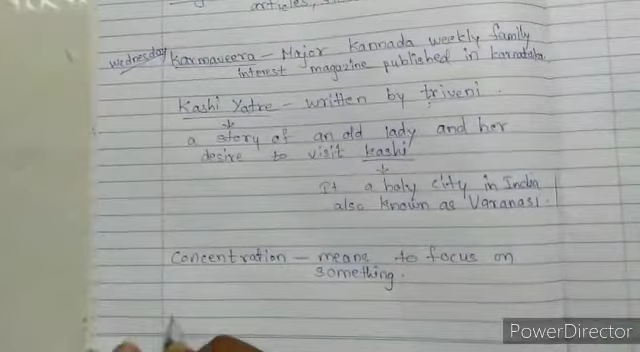 articles,
wednesday Karmaveera - Major Kannada weekly family
interest magazine published in karnataka
Kashi Yatre - written by triveni.
a story of an old lady and her
desire to visit kashi
It a holy city in India
also known as Varanasi.
Concentration - means to focus on
something.
PowerDirector